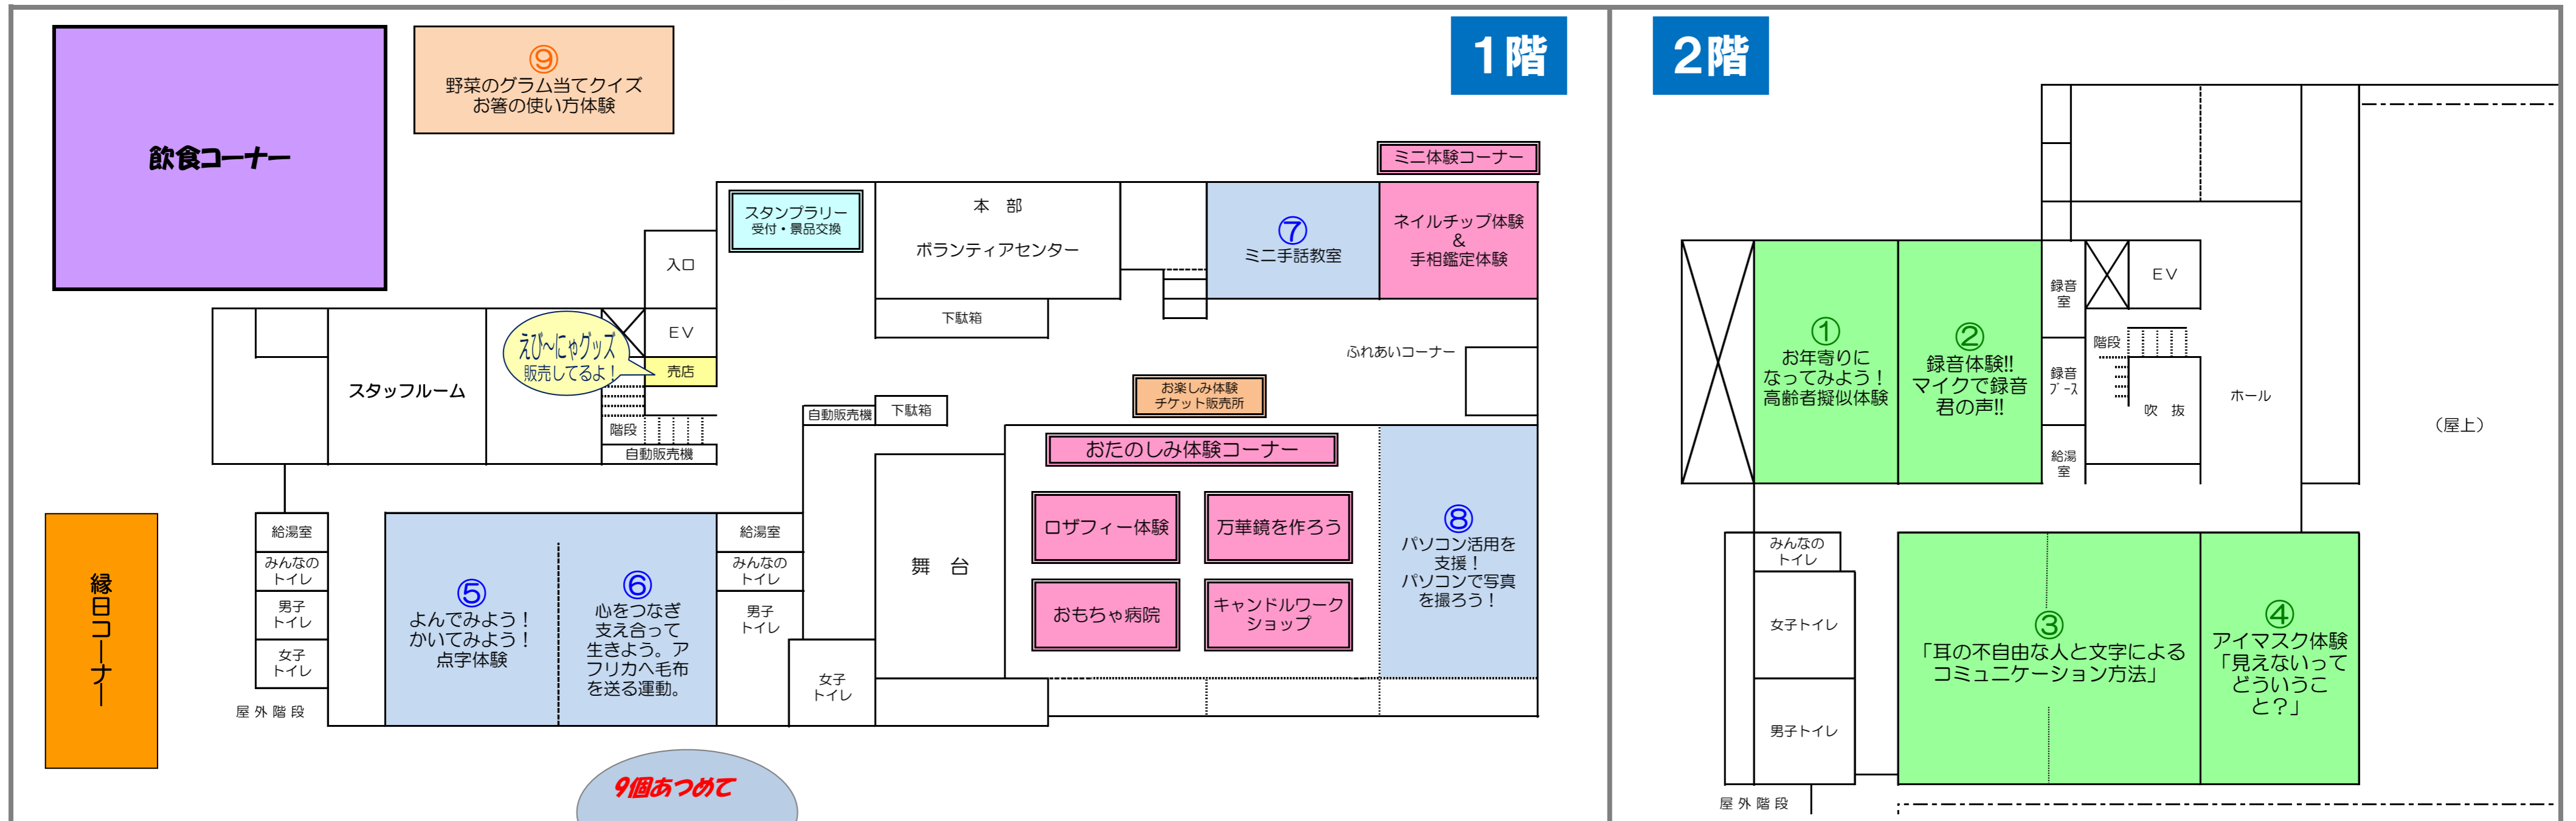 1階
飲食コーナー
⑨
野菜のグラム当てクイズ
お箸の使い方体験
ミニ体験コーナー
スタンプラリー
受付・景品交換
本　部
ボランティアセンター
⑦
ミニ手話教室
ネイルチップ体験
&
手相鑑定体験
入口
下駄箱
EV
えび～にゃグッズ
販売してるよ！
売店
スタッフルーム
ふれあいコーナー
お楽しみ体験
チケット販売所
自動販売機
下駄箱
階段
自動販売機
おたのしみ体験コーナー
ロザフィー体験
万華鏡を作ろう
おもちゃ病院
キャンドルワーク
ショップ
⑧
パソコン活用を
支援！
パソコンで写真
を撮ろう！
舞　台
縁日コーナー
給湯室
みんなの
トイレ
男子
トイレ
女子
トイレ
屋外階段
⑤
よんでみよう！
かいてみよう！
点字体験
⑥
心をつなぎ
支え合って
生きよう。ア
フリカへ毛布
を送る運動。
給湯室
みんなの
トイレ
男子
トイレ
女子
トイレ
9個あつめて
2階
①
お年寄りに
なってみよう！
高齢者擬似体験
②
録音体験!!
マイクで録音
君の声!!
録音
室
録音
ブース
給湯
室
EV
階段
吹　抜
ホール
（屋上）
みんなの
トイレ
女子トイレ
男子トイレ
屋外階段
③
「耳の不自由な人と文字による
コミュニケーション方法」
④
アイマスク体験
「見えないって
どういうこ
と？」